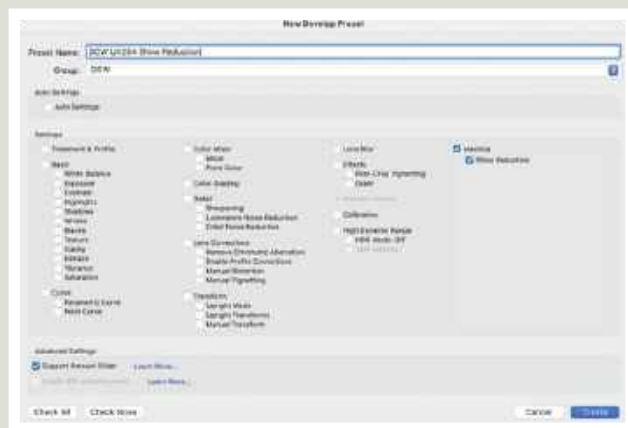 New Develop Preset
Preset Name:
Shine Reduction
Group: DCW
Auto Settings
Auto Settings
Settings
Treatment & Profile
Basic
White Balance
Exposure
Contrast
Highlights
Shadows
Whites
Blacks
Texture
Clarity
Dehaze
Vibrance
Saturation
Curve
Parametric Curve
Point Curve
Color Mixer
Point Color
Color Grading
Detail
Sharpening
Luminance Noise Reduction
Color Noise Reduction
Lens Corrections
Remove Chromatic Aberration
Enable Profile Corrections
Manual Distortion
Manual Vignetting
Transform
Upright Mode
Upright Transforms
Manual Transform
Lens Blur
Effects
Post-Crop Vignetting
Grain
Calibration
High Dynamic Range
HDR Mode: Off
Masking
Shine Reduction
Advanced Settings
Support Amount Slider Learn More...
Learn More...
Check All Check None Cancel Create